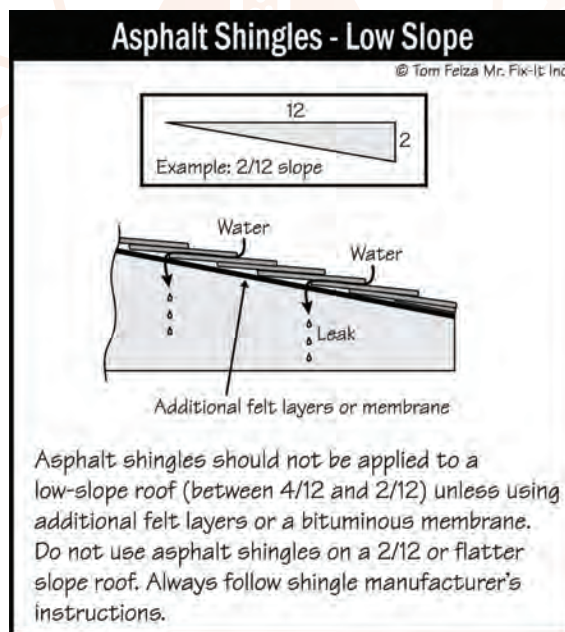 Asphalt Shingles - Low Slope
© Tom Feiza Mr. Fix-It Inc
12
2
Example: 2/12 slope
Water
Water
Leak
Additional felt layers or membrane
Asphalt shingles should not be applied to a
low-slope roof (between 4/12 and 2/12) unless using
additional felt layers or a bituminous membrane.
Do not use asphalt shingles on a 2/12 or flatter
slope roof. Always follow shingle manufacturer's
instructions.